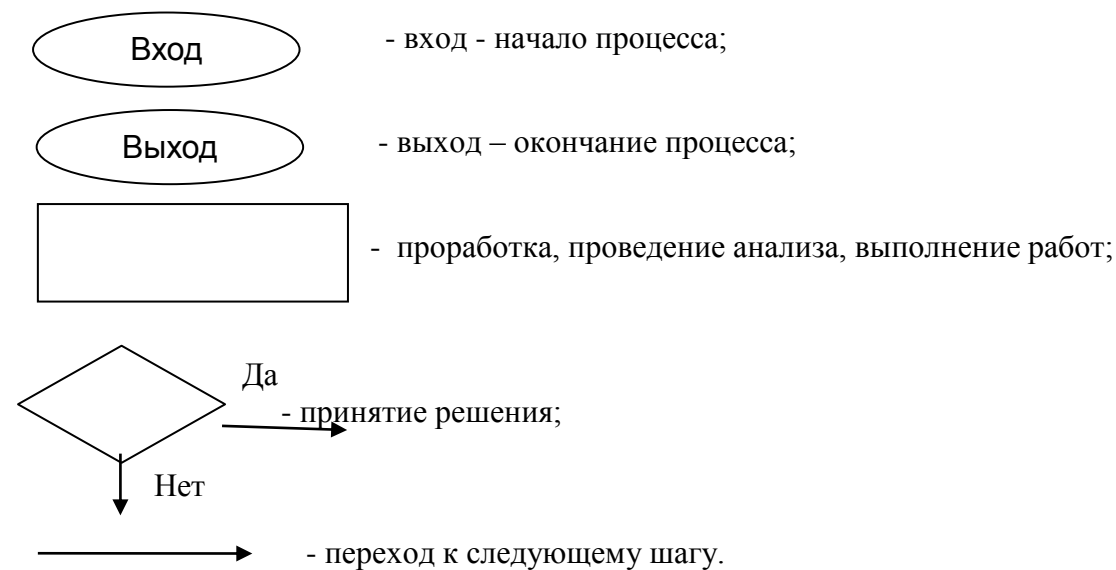 Вход - вход - начало процесса;
Выход - выход – окончание процесса;
- проработка, проведение анализа, выполнение работ;
Да
- принятие решения;
Нет
- переход к следующему шагу.